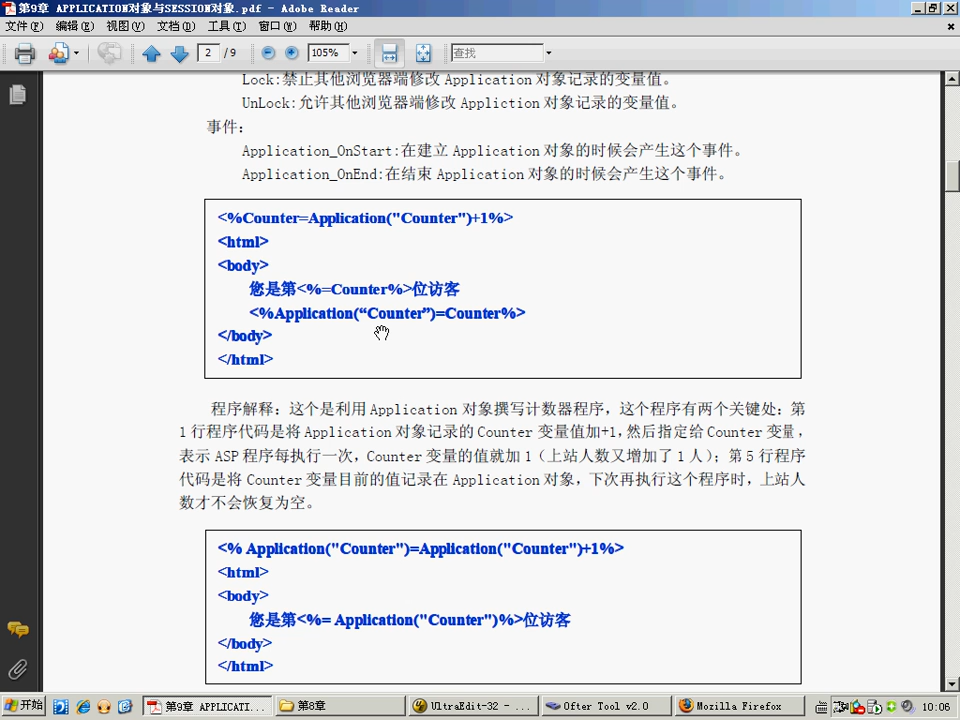 第9章 APPLICATION对象与SESSION对象.pdf - Adobe Reader
文件(F) 编辑(E) 视图(V) 文档(D) 工具(T) 窗口(W) 帮助(H)
2 / 9 105% 查找
Lock:禁止其他浏览器端修改 Application 对象记录的变量值。
UnLock:允许其他浏览器端修改 Appliction 对象记录的变量值。
事件:
Application_OnStart:在建立 Application 对象的时候会产生这个事件。
Application_OnEnd:在结束 Application 对象的时候会产生这个事件。
<%Counter=Application("Counter")+1%>
<html>
<body>
您是第<%=Counter%>位访客
<%Application(“Counter”)=Counter%>
</body>
</html>
程序解释：这个是利用 Application 对象撰写计数器程序，这个程序有两个关键处：第
1 行程序代码是将 Application 对象记录的 Counter 变量值加+1，然后指定给 Counter 变量，
表示 ASP 程序每执行一次，Counter 变量的值就加 1（上站人数又增加了 1 人）；第 5 行程序
代码是将 Counter 变量目前的值记录在 Application 对象，下次再执行这个程序时，上站人
数才不会恢复为空。
<% Application("Counter")=Application("Counter")+1%>
<html>
<body>
您是第<%= Application("Counter")%>位访客
</body>
</html>
开始 第9章 APPLICATI... 第8章 UltraEdit-32 - ... Ofter Tool v2.0 Mozilla Firefox 10:06